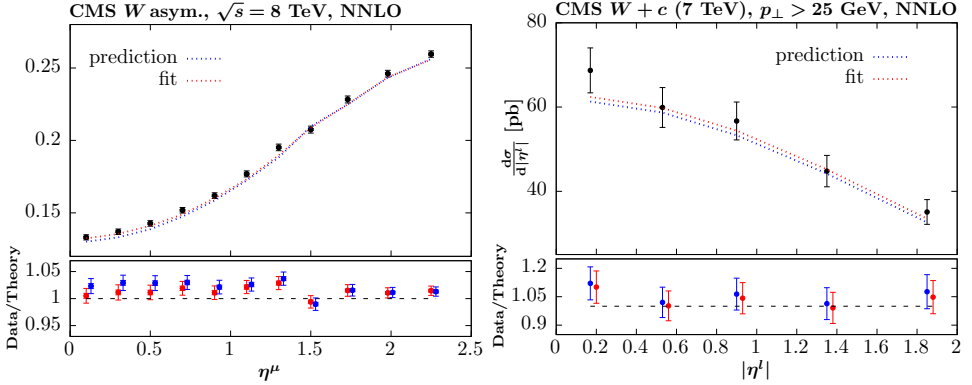 CMS W asym., √s = 8 TeV, NNLO
prediction
fit
0.25
0.2
0.15
Data/Theory
1.05
1
0.95
0 0.5 1 1.5 2 2.5
η^μ
CMS W + c (7 TeV), p_⊥ > 25 GeV, NNLO
prediction
fit
dσ/d|η^l| [pb]
80
60
40
Data/Theory
1.2
1.05
0.9
0 0.2 0.4 0.6 0.8 1 1.2 1.4 1.6 1.8 2
|η^l|